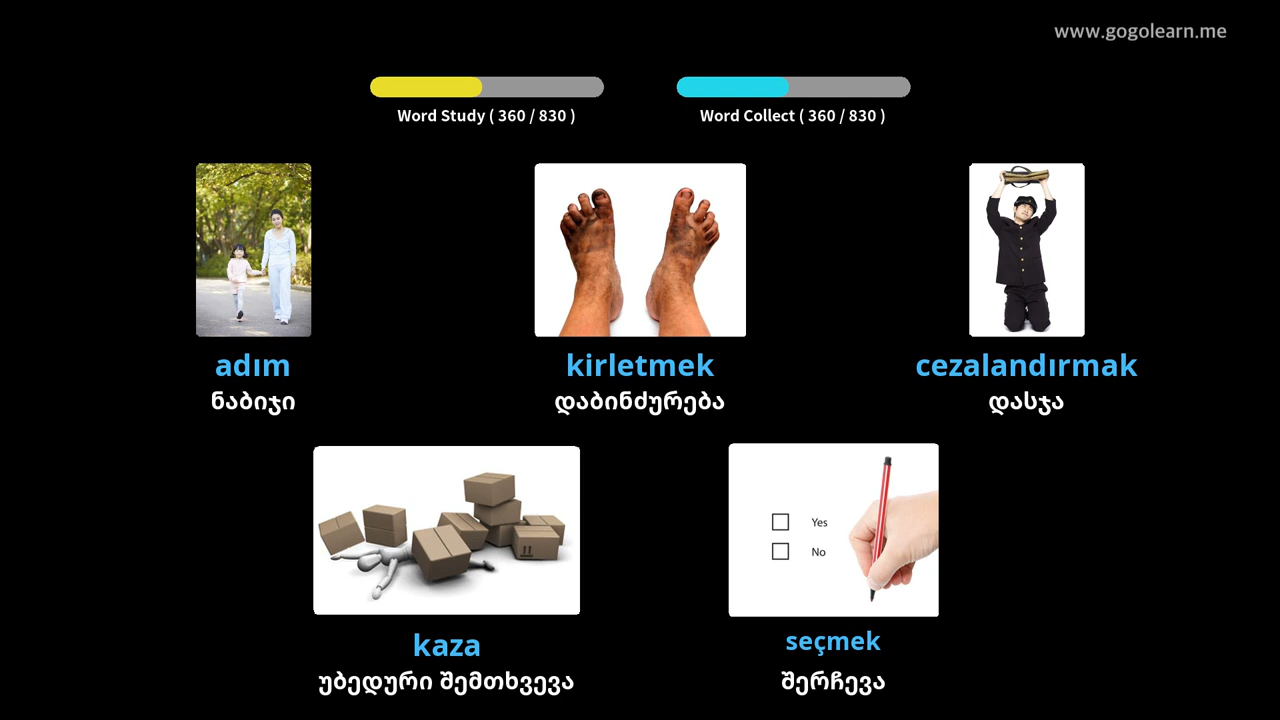 www.gogolearn.me
Word Study ( 360 / 830 )
Word Collect ( 360 / 830 )
adım
ნაბიჯი
kirletmek
დაბინძურება
cezalandırmak
დასჯა
Yes
No
kaza
უბედური შემთხვევა
seçmek
შერჩევა